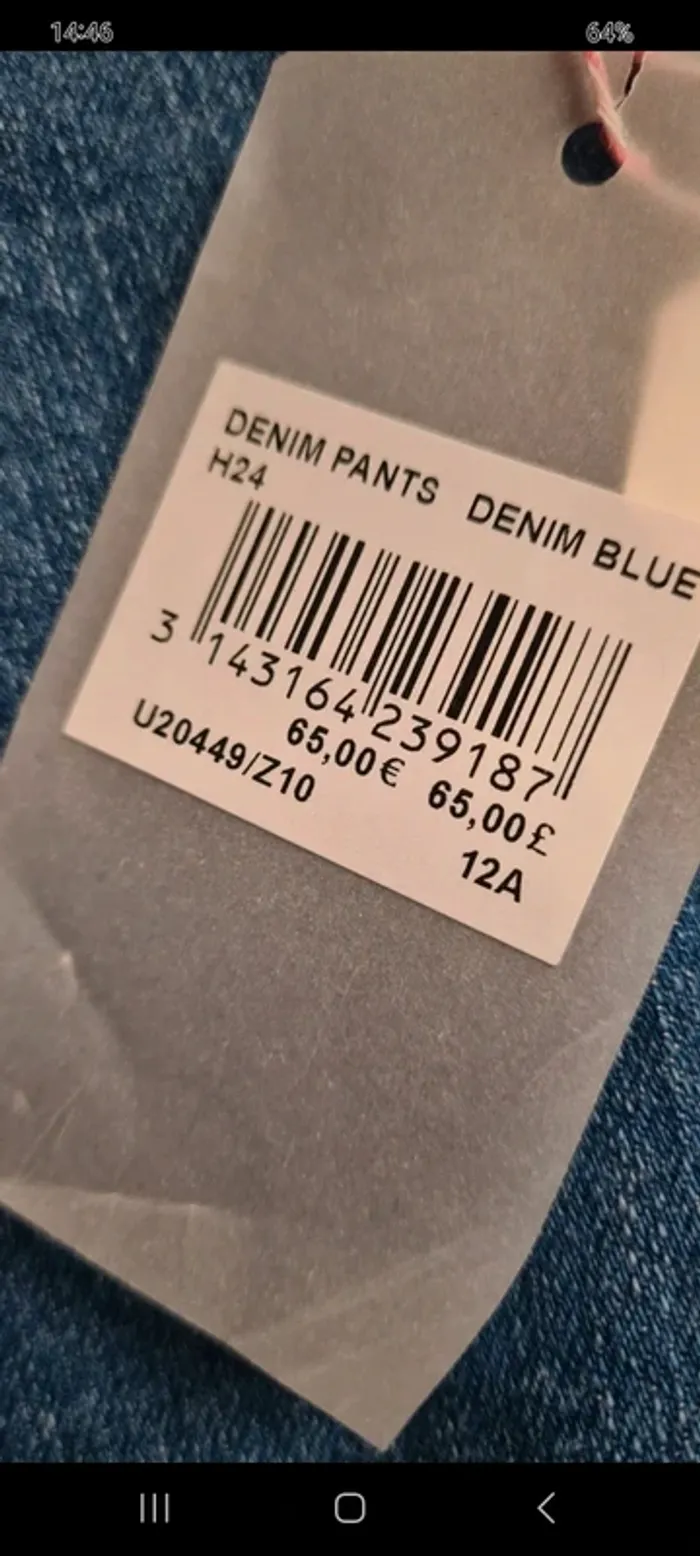 14:46 64%
DENIM PANTS DENIM BLUE
H24
3 143164 239187
65,00€ 65,00£
U20449/Z10
12A